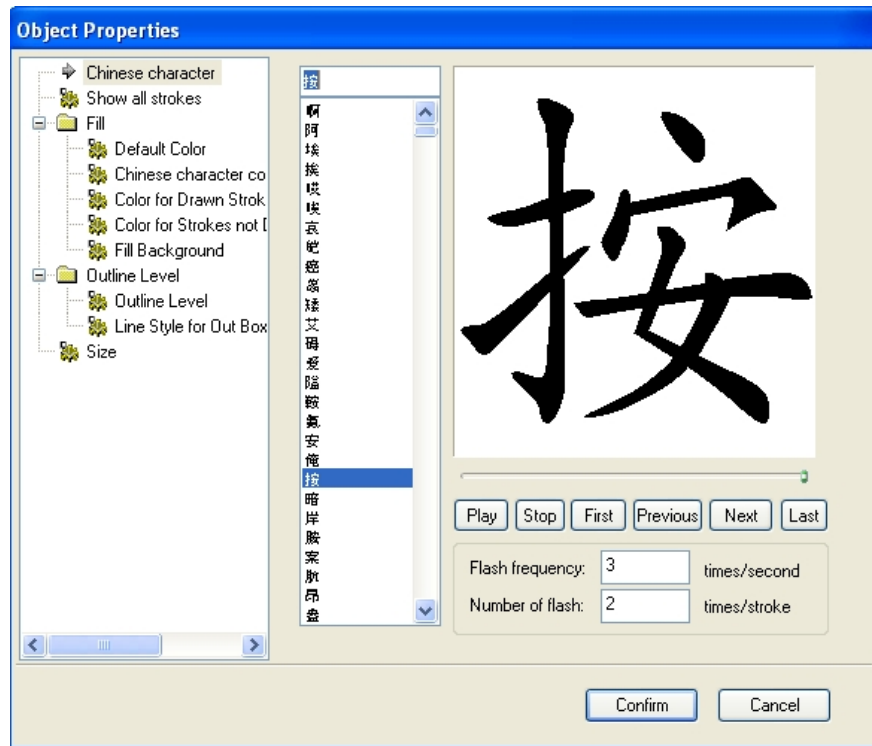 Object Properties
Chinese character
Show all strokes
Fill
Default Color
Chinese character co
Color for Drawn Strok
Color for Strokes not [
Fill Background
Outline Level
Outline Level
Line Style for Out Box
Size
按
啊
阿
埃
挨
哎
唉
哀
皑
癌
蔼
矮
艾
碍
爱
隘
鞍
氨
安
俺
按
暗
岸
胺
案
肮
昂
盎
按
Play Stop First Previous Next Last
Flash frequency: 3 times/second
Number of flash: 2 times/stroke
Confirm Cancel